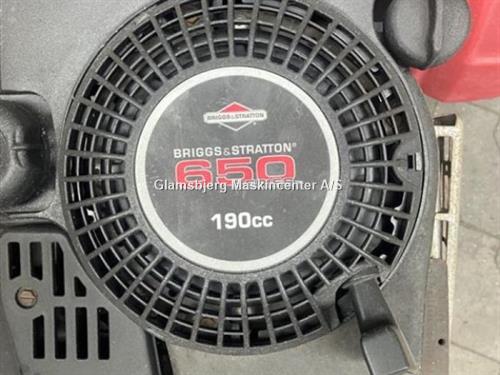 BRIGGS&STRATTON
BRIGGS&STRATTON®
650
Glamsbjerg Maskincenter A/S
190cc